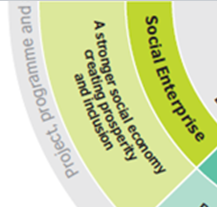 Project, programme and
A stronger social economy
creating prosperity
and inclusion
Social Enterprise